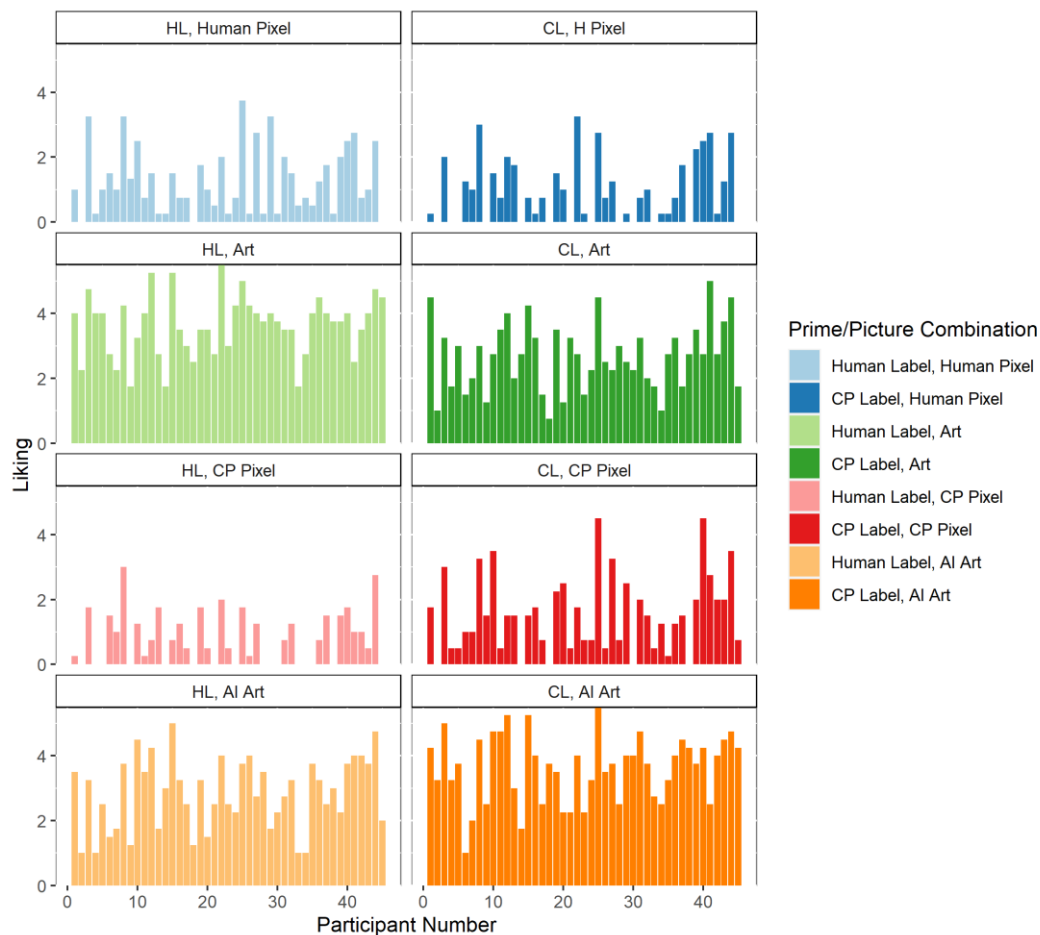 HL, Human Pixel
CL, H Pixel
4
2
0
HL, Art
CL, Art
4
2
0
HL, CP Pixel
CL, CP Pixel
4
2
0
HL, AI Art
CL, AI Art
4
2
0
0 10 20 30 40
0 10 20 30 40
Participant Number
Liking
Prime/Picture Combination
Human Label, Human Pixel
CP Label, Human Pixel
Human Label, Art
CP Label, Art
Human Label, CP Pixel
CP Label, CP Pixel
Human Label, AI Art
CP Label, AI Art